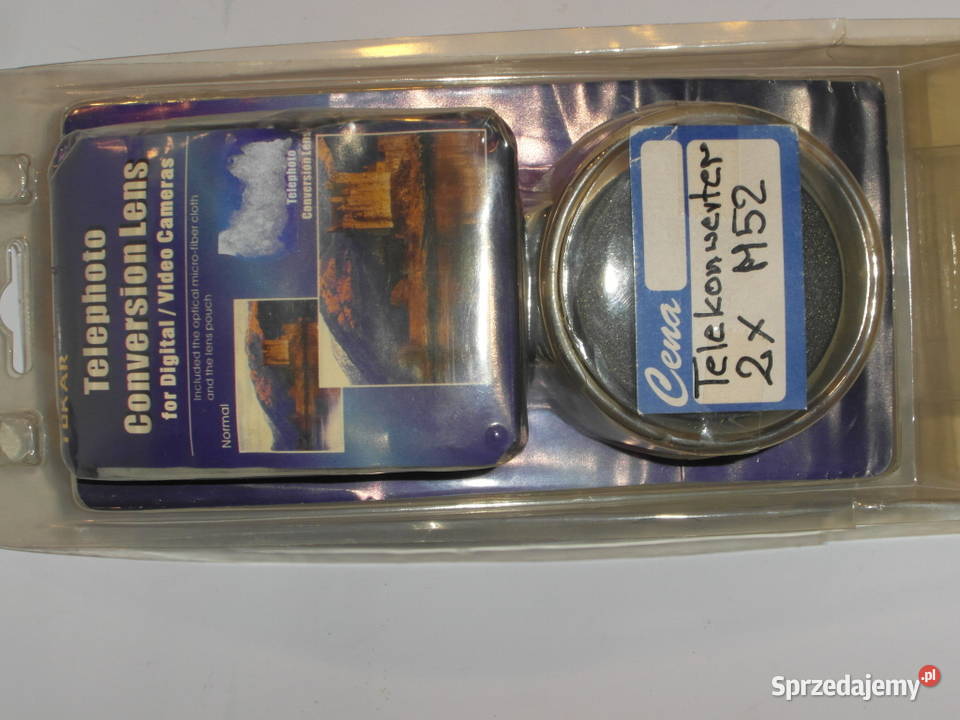 Telephoto
Conversion Lens
for Digital / Video Cameras
Included the optical micro-fiber cloth
and the lens pouch
Normal
Telephoto
Conversion Lens
Cena
Telekonwerter
2x M52
Sprzedajemy.pl